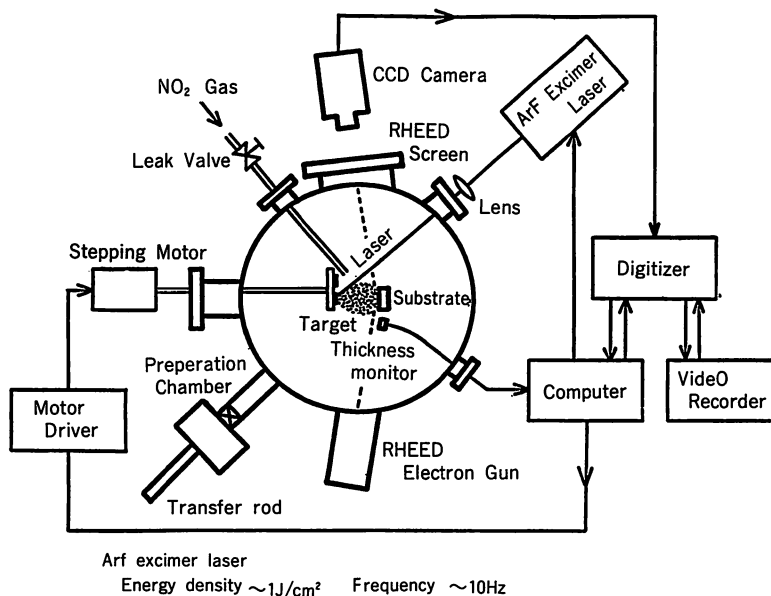 CCD Camera
NO₂ Gas
ArF Excimer
Laser
Leak Valve
RHEED
Screen
Lens
Stepping Motor
Laser
Digitizer
Substrate
Target
Thickness
monitor
Preperation
Chamber
Motor
Driver
Computer
VideO
Recorder
RHEED
Electron Gun
Transfer rod
Arf excimer laser
Energy density ~1J/cm² Frequency ~10Hz